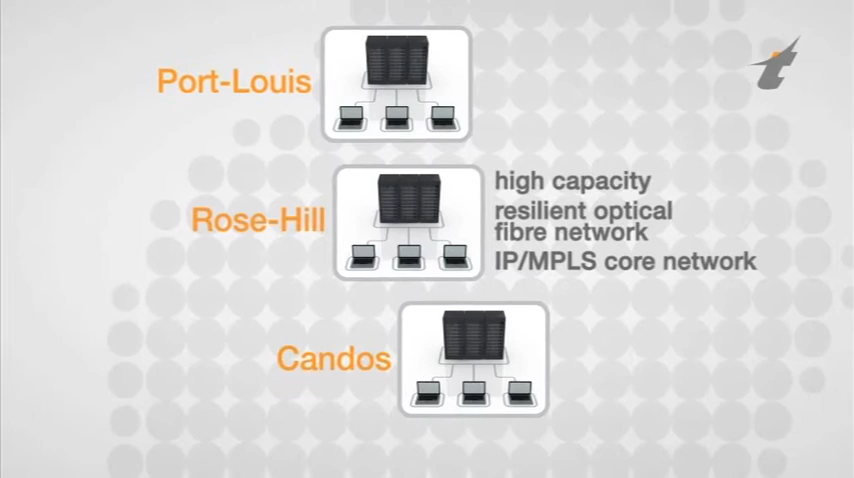 Port-Louis
Rose-Hill
high capacity
resilient optical
fibre network
IP/MPLS core network
Candos